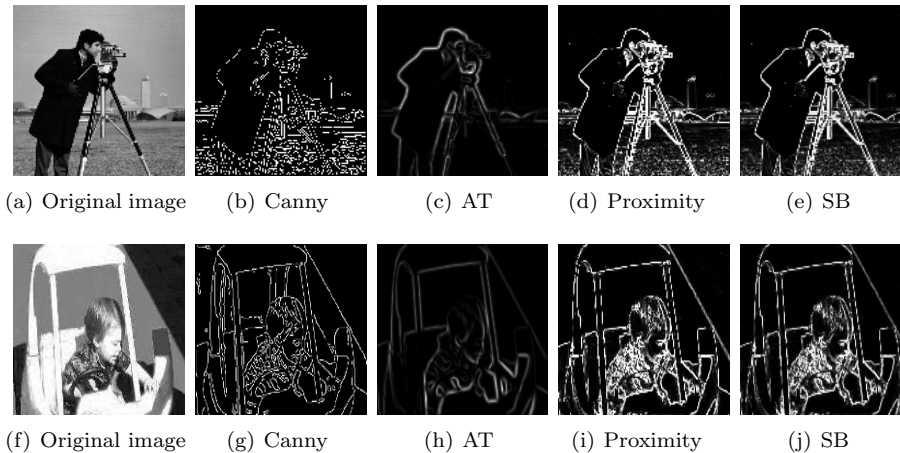 (a) Original image (b) Canny (c) AT (d) Proximity (e) SB
(f) Original image (g) Canny (h) AT (i) Proximity (j) SB